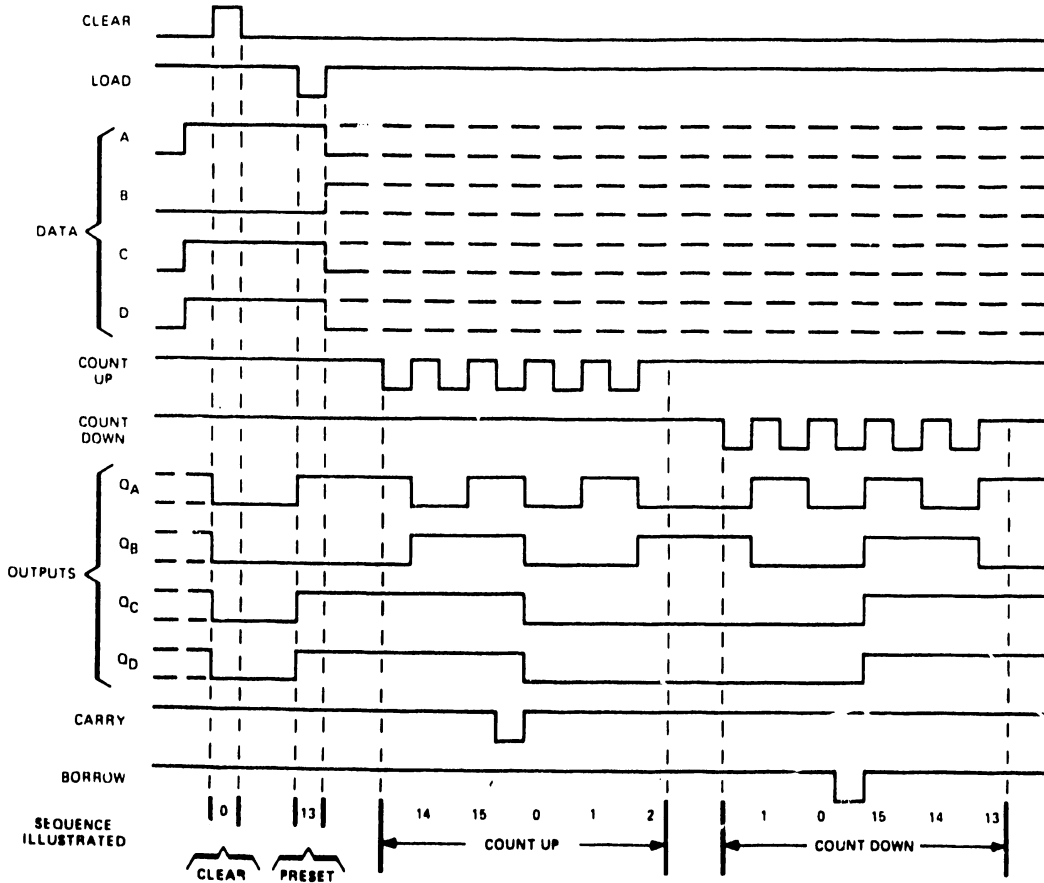 CLEAR
LOAD
A
B
DATA
C
D
COUNT
UP
COUNT
DOWN
QA
QB
OUTPUTS
QC
QD
CARRY
BORROW
SEQUENCE
ILLUSTRATED
0 13 14 15 0 1 2 1 0 15 14 13
COUNT UP COUNT DOWN
CLEAR PRESET